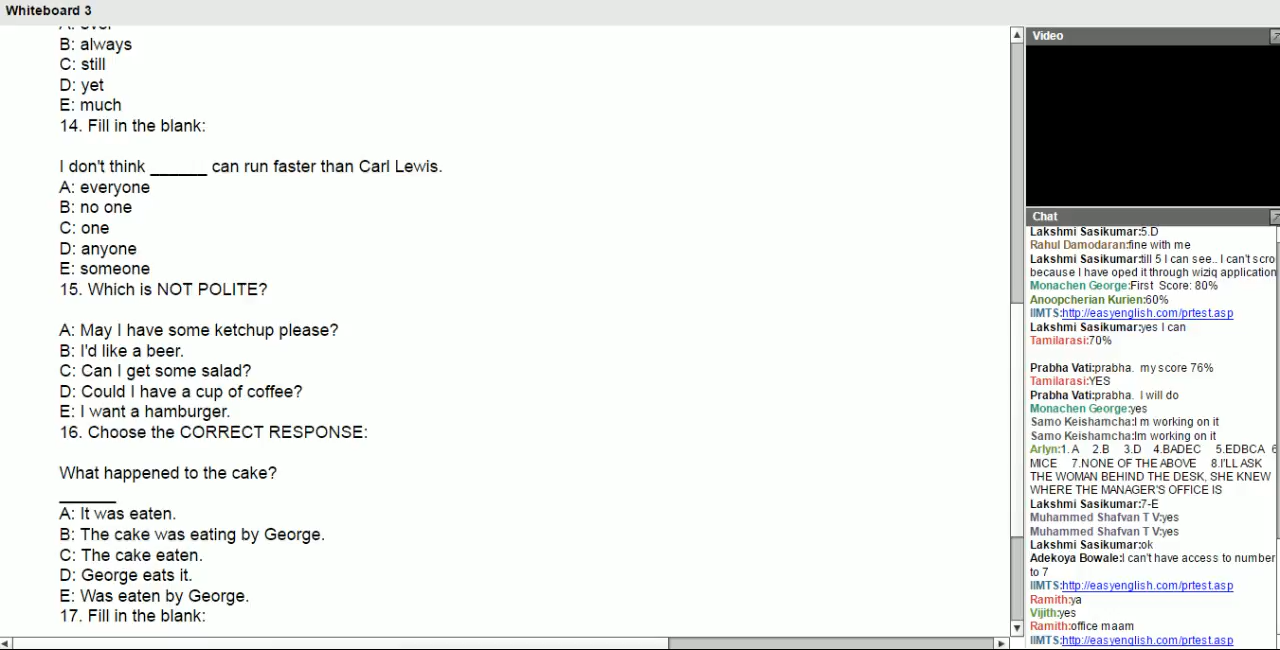 Whiteboard 3
A: ever
B: always
C: still
D: yet
E: much
14. Fill in the blank:
I don't think ______ can run faster than Carl Lewis.
A: everyone
B: no one
C: one
D: anyone
E: someone
15. Which is NOT POLITE?
A: May I have some ketchup please?
B: I'd like a beer.
C: Can I get some salad?
D: Could I have a cup of coffee?
E: I want a hamburger.
16. Choose the CORRECT RESPONSE:
What happened to the cake?
______
A: It was eaten.
B: The cake was eating by George.
C: The cake eaten.
D: George eats it.
E: Was eaten by George.
17. Fill in the blank:
Video
Chat
Lakshmi Sasikumar:5.D
Rahul Damodaran:fine with me
Lakshmi Sasikumar:till 5 I can see.. I can't scro
because I have oped it through wiziq application
Monachen George:First Score: 80%
Anoopcherian Kurien:60%
IIMTS:http://easyenglish.com/prtest.asp
Lakshmi Sasikumar:yes I can
Tamilarasi:70%
Prabha Vati:prabha. my score 76%
Tamilarasi:YES
Prabha Vati:prabha. I will do
Monachen George:yes
Samo Keishamcha:I m working on it
Samo Keishamcha:Im working on it
Arlyn:1. A 2.B 3.D 4.BADEC 5.EDBCA 6
MICE 7.NONE OF THE ABOVE 8.I'LL ASK
THE WOMAN BEHIND THE DESK, SHE KNEW
WHERE THE MANAGER'S OFFICE IS
Lakshmi Sasikumar:7-E
Muhammed Shafvan T V:yes
Muhammed Shafvan T V:yes
Lakshmi Sasikumar:ok
Adekoya Bowale:I can't have access to number
to 7
IIMTS:http://easyenglish.com/prtest.asp
Ramith:ya
Vijith:yes
Ramith:office maam
IIMTS:http://easyenglish.com/prtest.asp